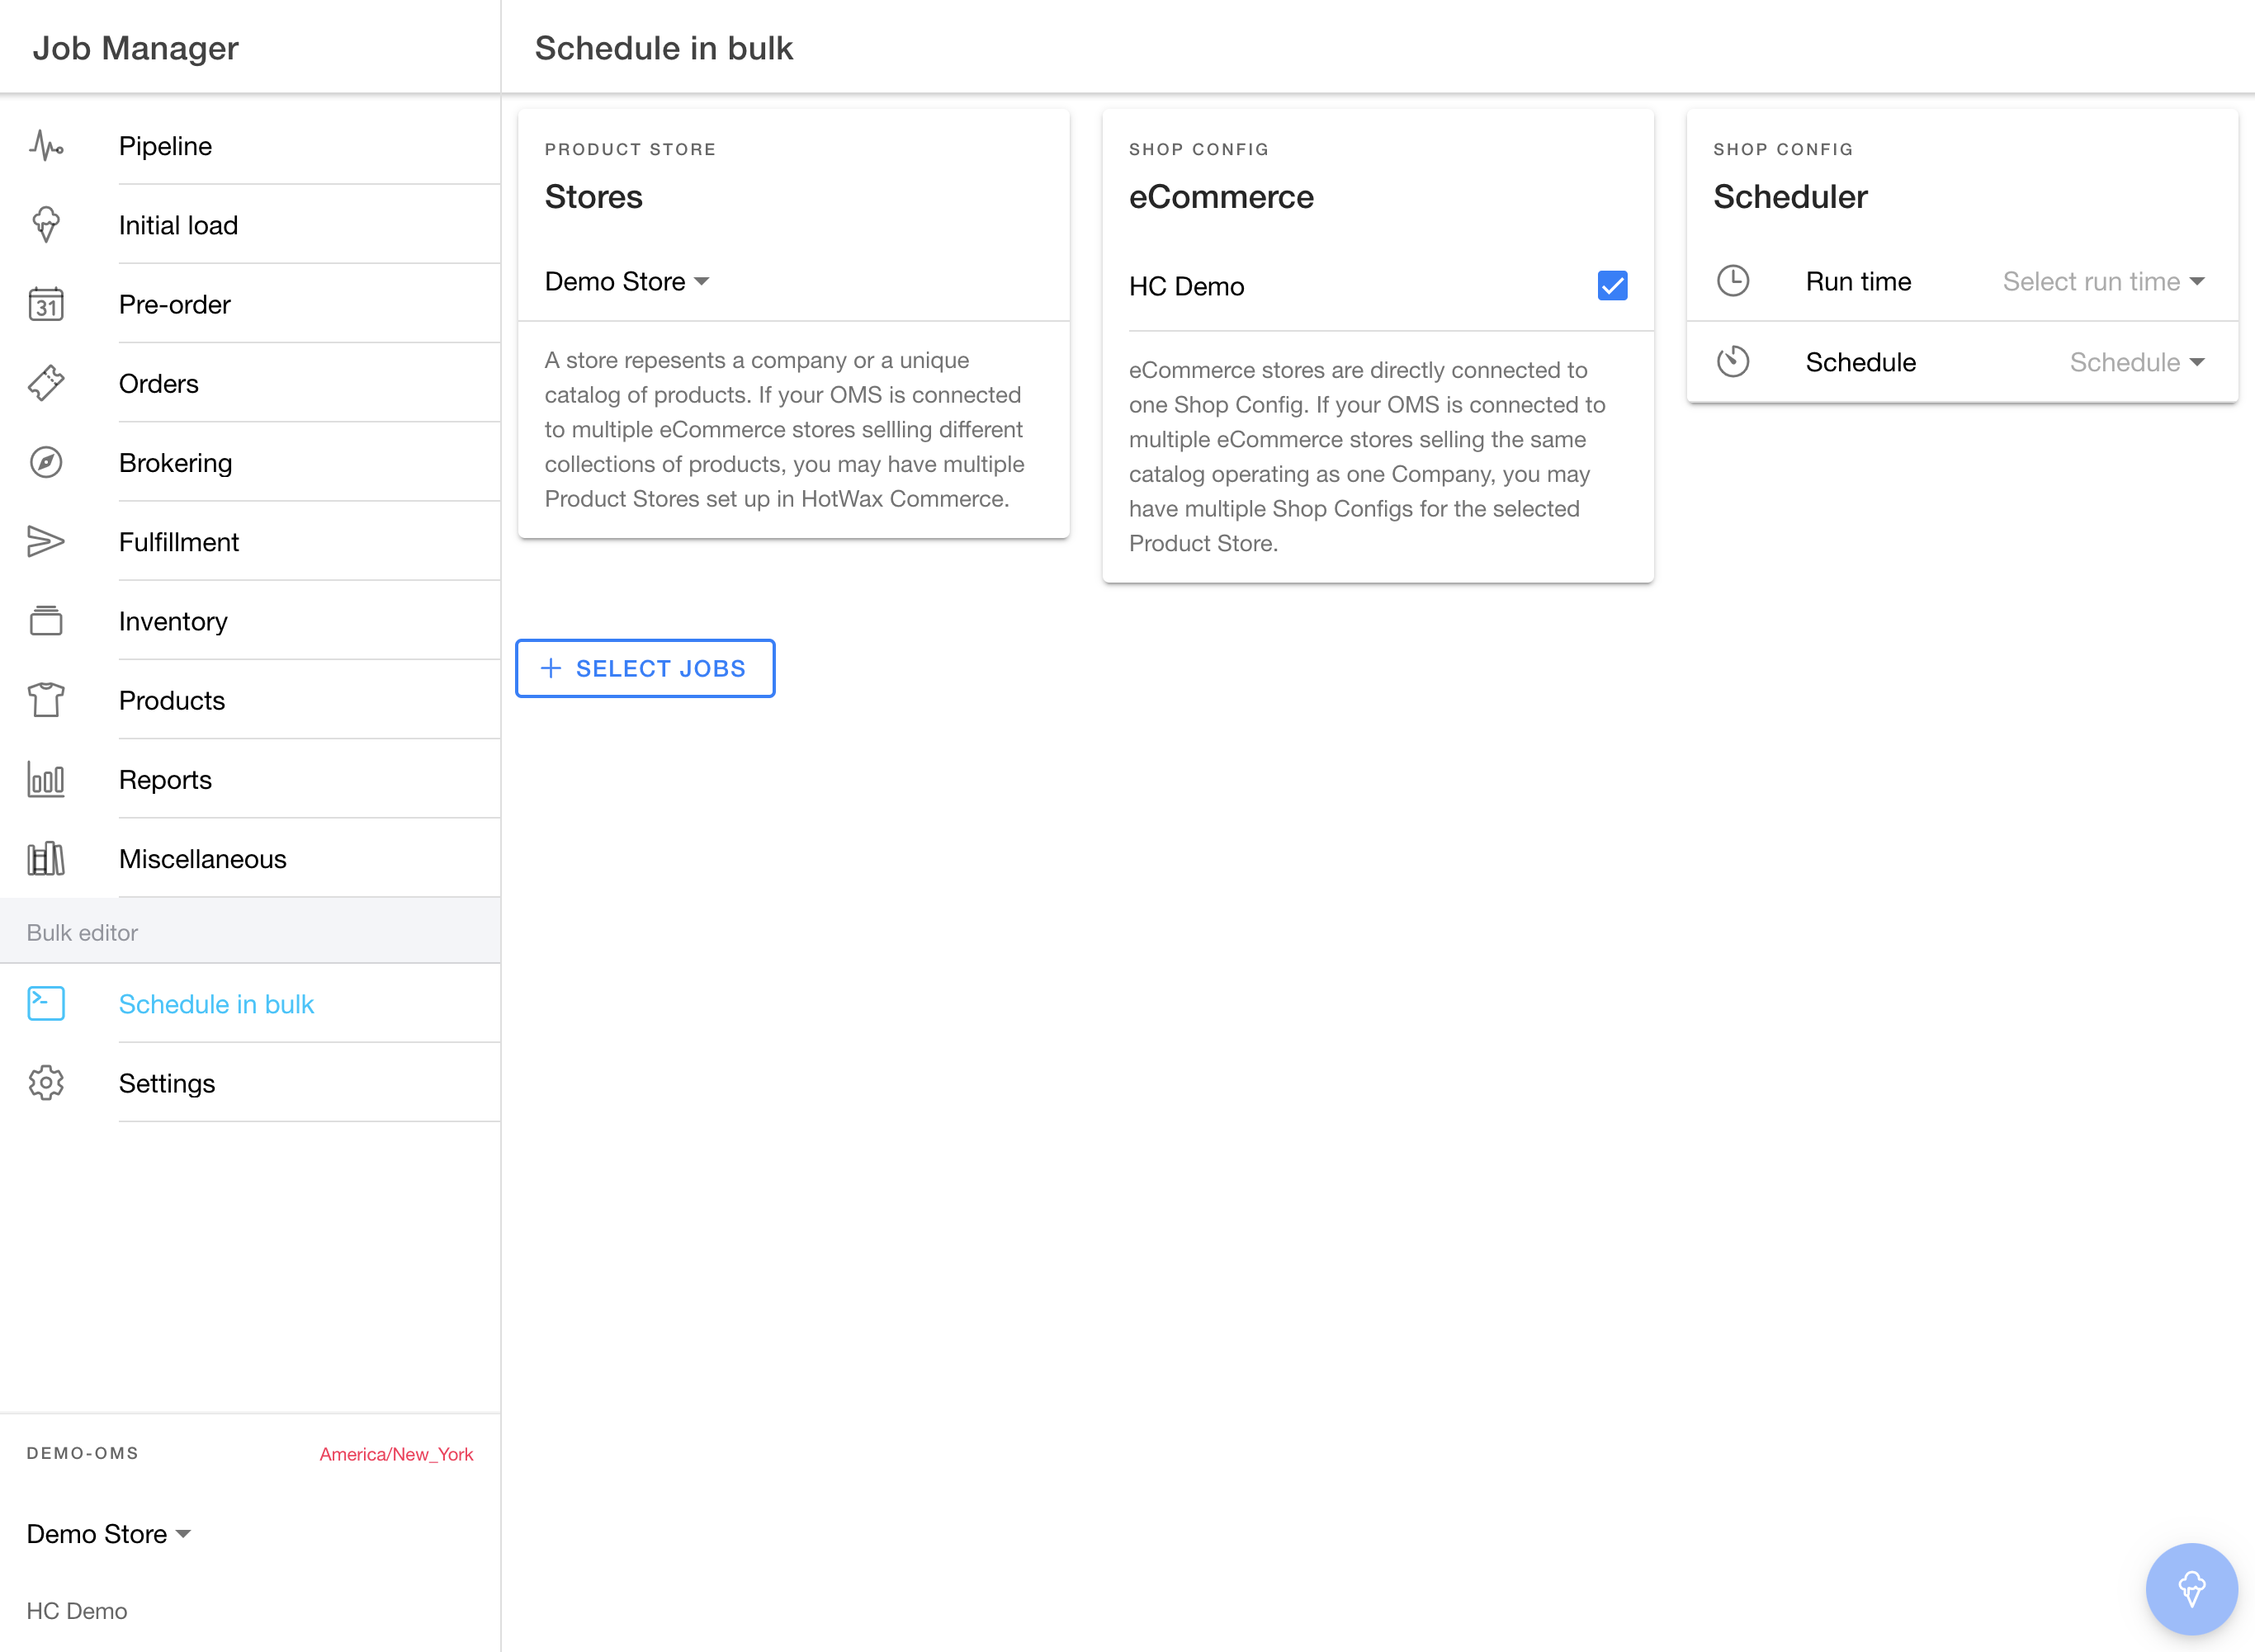 Job Manager
Pipeline
Initial load
31
Pre-order
Orders
Brokering
Fulfillment
Inventory
Products
Reports
Miscellaneous
Bulk editor
Schedule in bulk
Settings
DEMO-OMS
America/New_York
Demo Store
HC Demo
Schedule in bulk
PRODUCT STORE
Stores
Demo Store
A store repesents a company or a unique
catalog of products. If your OMS is connected
to multiple eCommerce stores sellling different
collections of products, you may have multiple
Product Stores set up in HotWax Commerce.
SHOP CONFIG
eCommerce
HC Demo
eCommerce stores are directly connected to
one Shop Config. If your OMS is connected to
multiple eCommerce stores selling the same
catalog operating as one Company, you may
have multiple Shop Configs for the selected
Product Store.
SHOP CONFIG
Scheduler
Run time Select run time
Schedule Schedule
+ SELECT JOBS